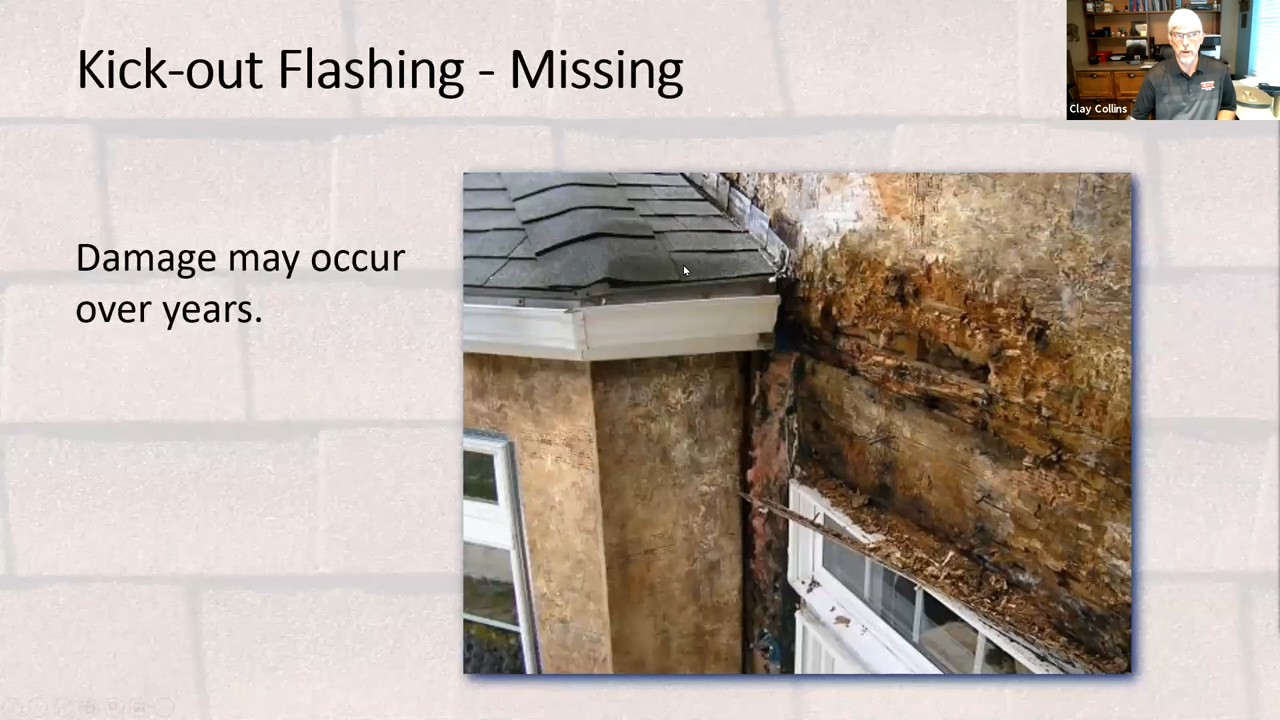 Kick-out Flashing - Missing
Clay Collins
Damage may occur
over years.